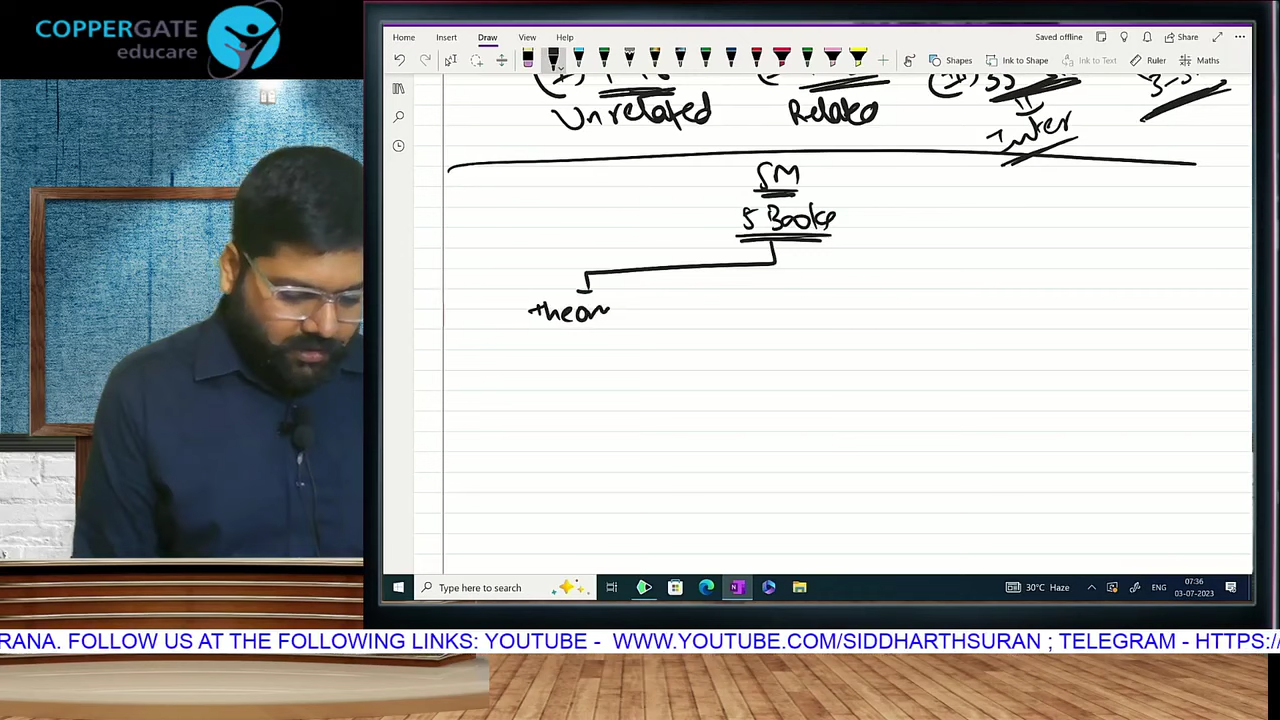 COPPERGATE
educare
Home Insert Draw View Help
Saved offline
Share
Shapes
Ink to Shape
Ink to Text
Ruler
Maths
Unrelated
Related
Inter
SM
5 Books
theor
Type here to search
30°C Haze
ENG
07:36
03-07-2023
RANA. FOLLOW US AT THE FOLLOWING LINKS: YOUTUBE - WWW.YOUTUBE.COM/SIDDHARTHSURAN ; TELEGRAM - HTTPS:/